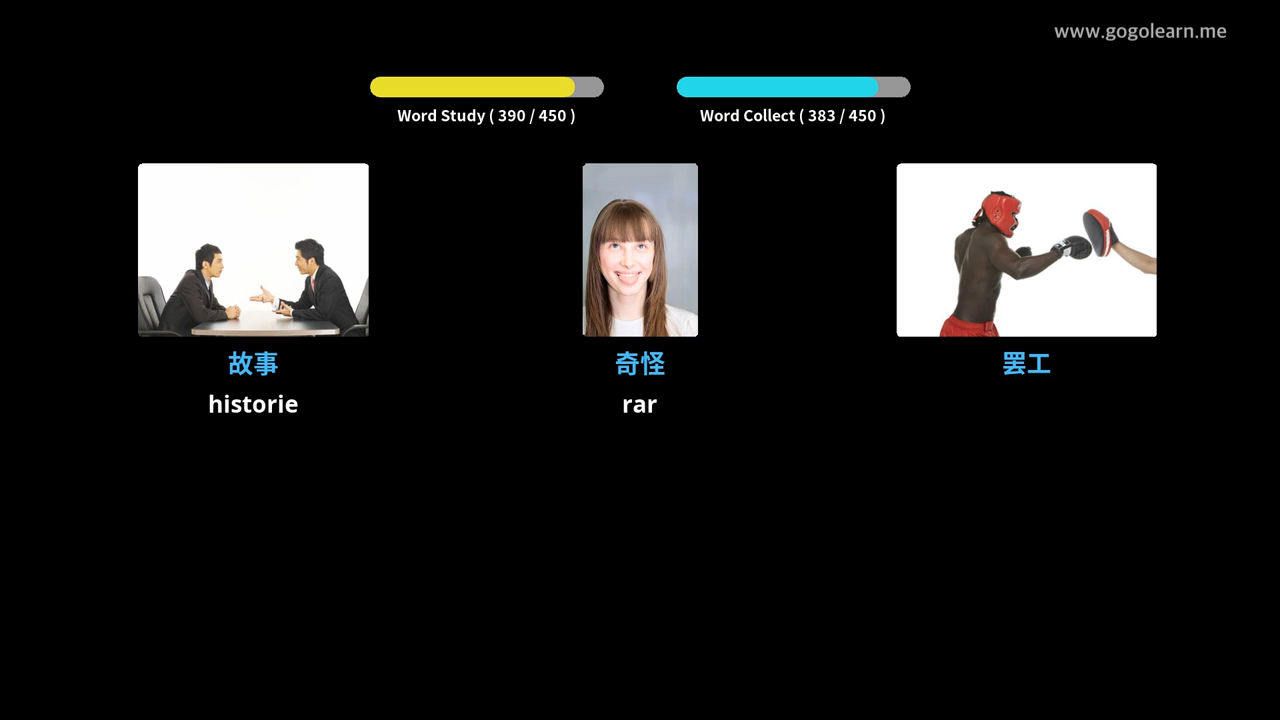 www.gogolearn.me
Word Study ( 390 / 450 )
Word Collect ( 383 / 450 )
故事
奇怪
罢工
historie
rar